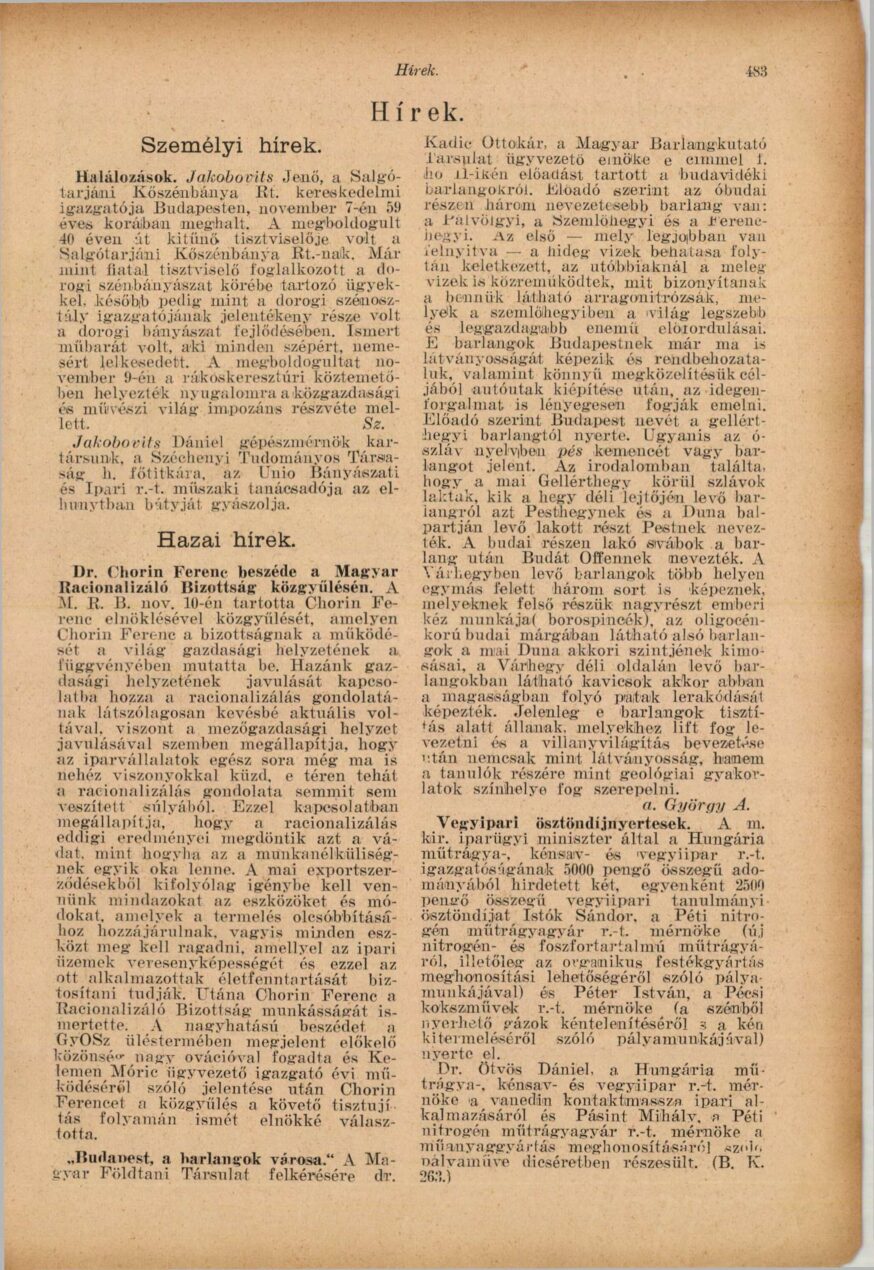 Hírek.
483
Hírek.
Személyi hírek.
Halálozások. Jakobovits Jenő, a Salgó-
tarjáni Kőszénbánya Rt. kereskedelmi
igazgatója Budapesten, november 7-én 59
éves korában meghalt. A megboldogult
40 éven át kitünő tisztviselője volt a
Salgótarjáni Kőszénbánya Rt.-nak. Már
mint fiatal tisztviselő foglalkozott a do-
rogi szénbányászat körébe tartozó ügyek-
kel, később pedig mint a dorogi szénosz-
tály igazgatójának jelentékeny része volt
a dorogi bányászat fejlődésében. Ismert
műbarát volt, aki minden szépért, neme-
sért lelkesedett. A megboldogultat no-
vember 9-én a rákoskeresztúri köztemető-
ben helyezték nyugalomra a közgazdasági
és művészi világ impozáns részvéte mel-
lett. Sz.
Jakobovits Dániel gépészmérnök kar-
társunk, a Széchenyi Tudományos Társa-
ság h. főtitkára, az Unio Bányászati
és Ipari r.-t. műszaki tanácsadója az el-
hunytban bátyját gyászolja.
Hazai hírek.
Dr. Chorin Ferenc beszéde a Magyar
Racionalizáló Bizottság közgyűlésén. A
M. R. B. nov. 10-én tartotta Chorin Fe-
renc elnöklésével közgyűlését, amelyen
Chorin Ferenc a bizottságnak a működé-
sét a világ gazdasági helyzetének a
függvényében mutatta be. Hazánk gaz-
dasági helyzetének javulását kapcso-
latba hozza a racionalizálás gondolatá-
nak látszólagosan kevésbé aktuális vol-
tával, viszont a mezőgazdasági helyzet
javulásával szemben megállapítja, hogy
az iparvállalatok egész sora még ma is
nehéz viszonyokkal küzd, e téren tehát
a racionalizálás gondolata semmit sem
veszített súlyából. Ezzel kapcsolatban
megállapítja, hogy a racionalizálás
eddigi eredményei megdöntik azt a vá-
dat, mint hogyha az a munkanélküliség-
nek egyik oka lenne. A mai exportszer-
ződésekből kifolyólag igénybe kell ven-
nünk mindazokat az eszközöket és mó-
dokat, amelyek a termelés olcsóbbításá-
hoz hozzájárulnak, vagyis minden esz-
közt meg kell ragadni, amellyel az ipari
üzemek versenyképességét és ezzel az
ott alkalmazottak életfenntartását biz-
tosítani tudják. Utána Chorin Ferenc a
Racionalizáló Bizottság munkásságát is-
mertette. A nagyhatású beszédet a
GyOSz üléstermében megjelent előkelő
közönség nagy ovációval fogadta és Ke-
lemen Móric ügyvezető igazgató évi mű-
ködéséről szóló jelentése után Chorin
Ferencet a közgyűlés a követő tisztují-
tás folyamán ismét elnökké válasz-
totta.
„Budapest, a barlangok városa." A Ma-
gyar Földtani Társulat felkérésére dr.
Kadic Ottokár, a Magyar Barlangkutató
Társulat ügyvezető elnöke e címmel f.
hó 11-ikén előadást tartott a budavidéki
barlangokról. Előadó szerint az óbudai
részen három nevezetesebb barlang van:
a Pálvölgyi, a Szemlőhegyi és a Ferenc-
hegyi. Az első — mely legjobban van
felnyitva — a hideg vizek behatása foly-
tán keletkezett, az utóbbiaknál a meleg
vizek is közreműködtek, mit bizonyítanak
a bennük látható arragonitrózsák, me-
lyek a szemlőhegyiben a világ legszebb
és leggazdagabb enemű előfordulásai.
E barlangok Budapestnek már ma is
látványosságát képezik és rendbehozata-
luk, valamint könnyű megközelítésük cél-
jából autóutak kiépítése után, az idegen-
forgalmat is lényegesen fogják emelni.
Előadó szerint Budapest nevét a gellért-
hegyi barlangtól nyerte. Ugyanis az ó-
szláv nyelvben pés kemencét vagy bar-
langot jelent. Az irodalomban találta,
hogy a mai Gellérthegy körül szlávok
laktak, kik a hegy déli lejtőjén levő bar-
langról azt Pesthegynek és a Duna bal-
partján levő lakott részt Pestnek nevez-
ték. A budai részen lakó svábok a bar-
lang után Budát Offennek nevezték. A
Várhegyben levő barlangok több helyen
egymás felett három sort is képeznek,
melyeknek felső részük nagyrészt emberi
kéz munkája( borospincék), az oligocén-
korú budai márgában látható alsó barlan-
gok a mai Duna akkori szintjének kimo-
sásai, a Várhegy déli oldalán levő bar-
langokban látható kavicsok akkor abban
a magasságban folyó patak lerakódását
képezték. Jelenleg e barlangok tisztí-
tás alatt állanak, melyekhez lift fog le-
vezetni és a villanyvilágítás bevezetése
után nemcsak mint látványosság, hanem
a tanulók részére mint geológiai gyakor-
latok színhelye fog szerepelni.
a. György A.
Vegyipari ösztöndíjnyertesek. A m.
kir. iparügyi miniszter által a Hungária
műtrágya-, kénsav- és vegyiipar r.-t.
igazgatóságának 5000 pengő összegű ado-
mányából hirdetett két, egyenként 2500
pengő összegű vegyiipari tanulmányi
ösztöndíjat Istók Sándor, a Péti nitro-
gén műtrágyagyár r.-t. mérnöke (új
nitrogén- és foszfortartalmú műtrágyá-
ról, illetőleg az organikus festékgyártás
meghonosítási lehetőségéről szóló pálya-
munkájával) és Péter István, a Pécsi
kokszművek r.-t. mérnöke (a szénből
nyerhető gázok kéntelenítéséről s a kén
kitermeléséről szóló pályamunkájával)
nyerte el.
Dr. Ötvös Dániel, a Hungária mű-
trágya-, kénsav- és vegyiipar r.-t. mér-
nöke a vanedin kontaktmassza ipari al-
kalmazásáról és Pásint Mihály, a Péti
nitrogén műtrágyagyár r.-t. mérnöke a
műanyaggyártás meghonosításáról szóló
pályaműve dicséretben részesült. (B. K.
263.)